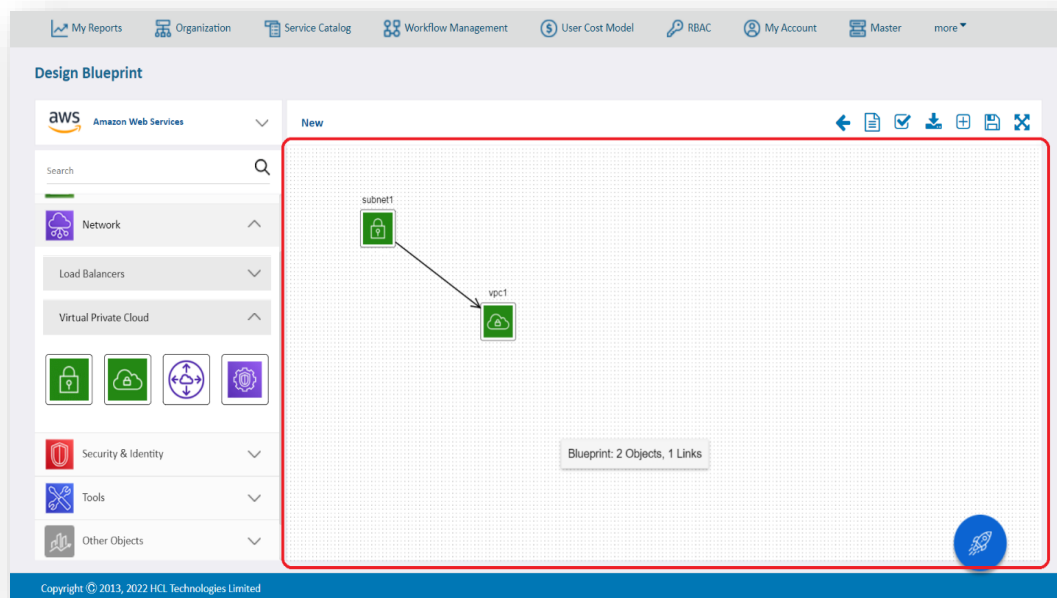 My Reports Organization Service Catalog Workflow Management User Cost Model RBAC My Account Master more
Design Blueprint
aws Amazon Web Services
New
Search
subnet1
Network
Load Balancers
vpc1
Virtual Private Cloud
Security & Identity
Blueprint: 2 Objects, 1 Links
Tools
Other Objects
Copyright © 2013, 2022 HCL Technologies Limited